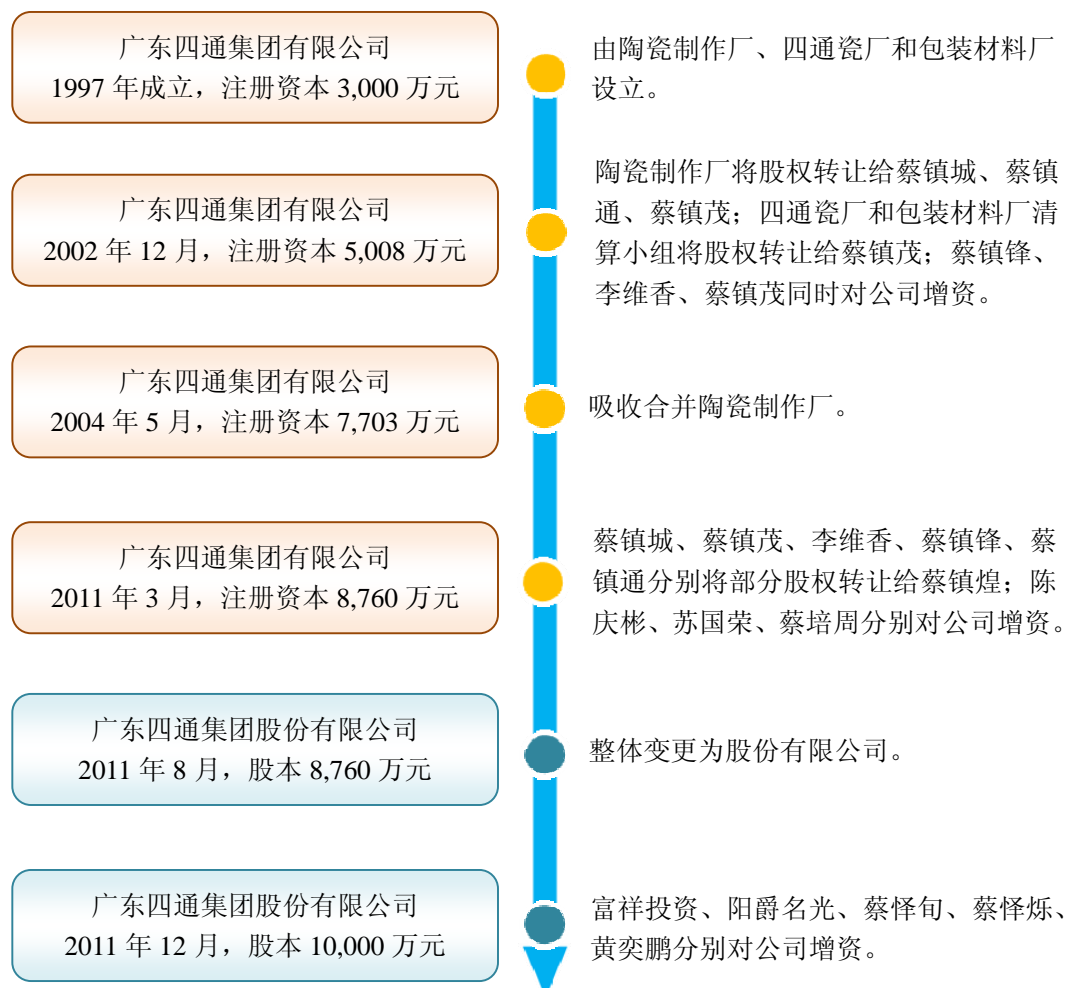 广东四通集团有限公司
1997 年成立，注册资本 3,000 万元
由陶瓷制作厂、四通瓷厂和包装材料厂
设立。
广东四通集团有限公司
2002 年 12 月，注册资本 5,008 万元
陶瓷制作厂将股权转让给蔡镇城、蔡镇
通、蔡镇茂；四通瓷厂和包装材料厂清
算小组将股权转让给蔡镇茂；蔡镇锋、
李维香、蔡镇茂同时对公司增资。
广东四通集团有限公司
2004 年 5 月，注册资本 7,703 万元
吸收合并陶瓷制作厂。
广东四通集团有限公司
2011 年 3 月，注册资本 8,760 万元
蔡镇城、蔡镇茂、李维香、蔡镇锋、蔡
镇通分别将部分股权转让给蔡镇煌；陈
庆彬、苏国荣、蔡培周分别对公司增资。
广东四通集团股份有限公司
2011 年 8 月，股本 8,760 万元
整体变更为股份有限公司。
广东四通集团股份有限公司
2011 年 12 月，股本 10,000 万元
富祥投资、阳爵名光、蔡怿旬、蔡怿烁、
黄奕鹏分别对公司增资。